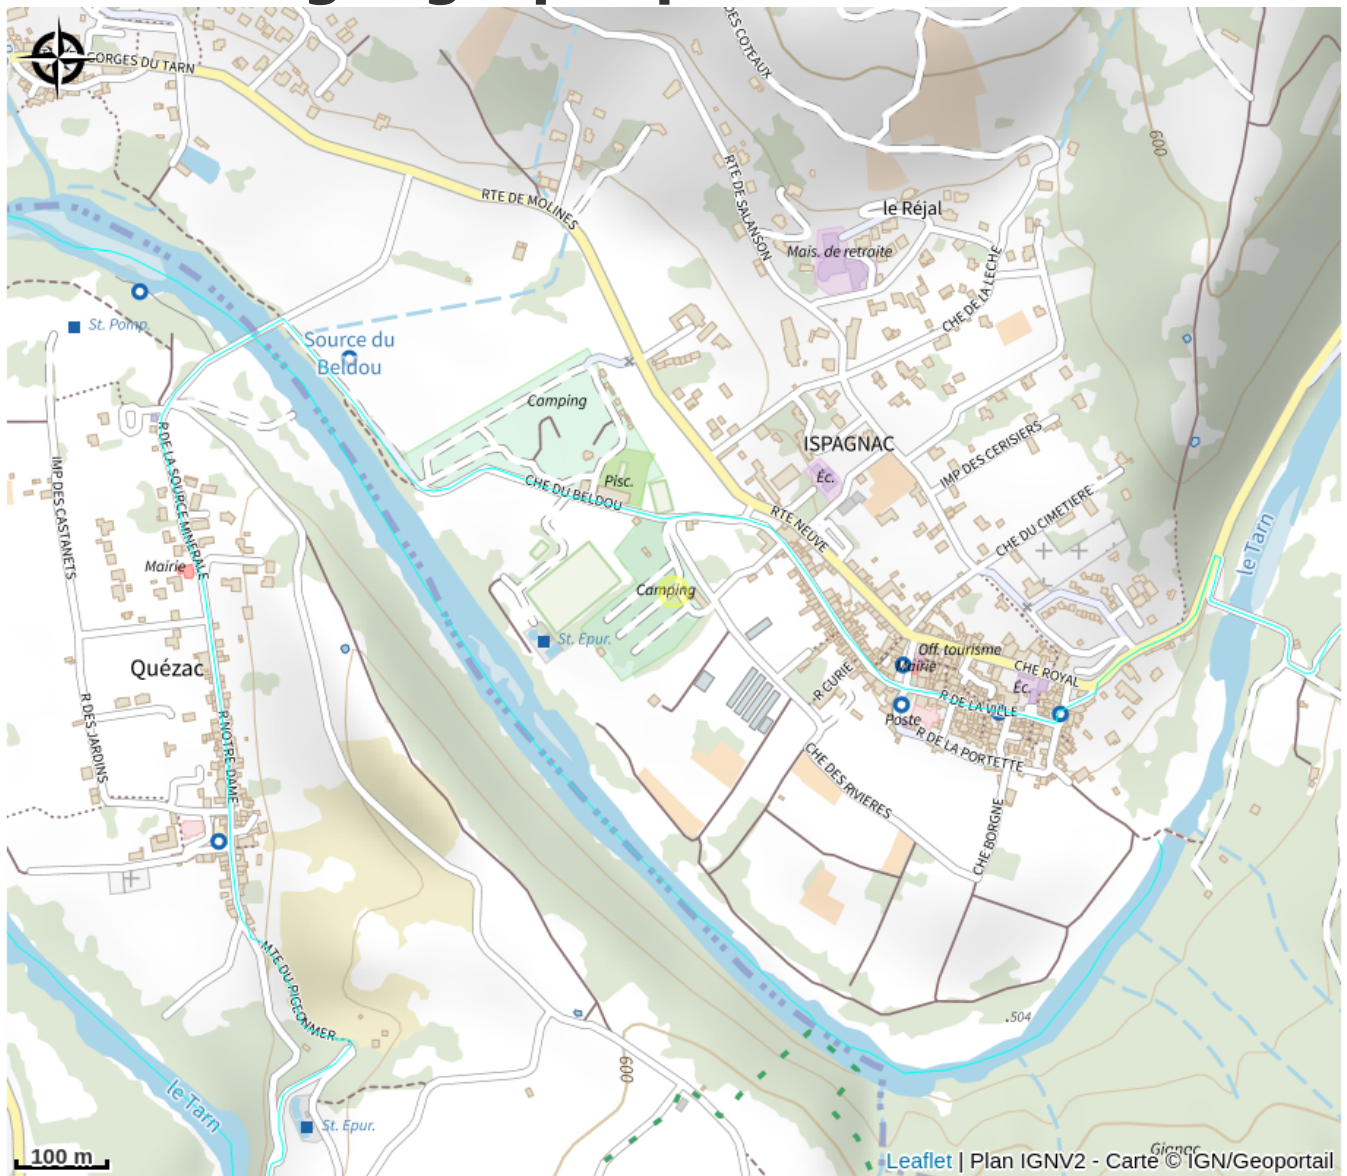 GORGES DU TARN
DES COTEAUX
600
RTE DE MOLINES
RTE DE SALANSON
le Réjal
Mais. de retraite
CHE DE LA LECHE
St. Pomp.
Source du
Beldou
Camping
ISPAGNAC
Éc.
Pisc.
CHE DU BELDOU
IMP DES CERISIERS
RTE NEUVE
CHE DU CIMETIERE
le Tarn
R DE LA SOURCE MINERALE
IMP DES CASTANETS
Mairie
Camping
St. Epur.
Quézac
Off. tourisme
Mairie
CHE ROYAL
Éc.
R CURIE
R DE LA VILLE
Poste
R DE LA PORTETTE
R DES JARDINS
R NOTRE-DAME
CHE DES RIVIERES
CHE BORGNE
MTE DU PIGEONNIER
.504
600
le Tarn
St. Epur.
Gignac
100 m
Leaflet | Plan IGNV2 - Carte © IGN/Geoportail